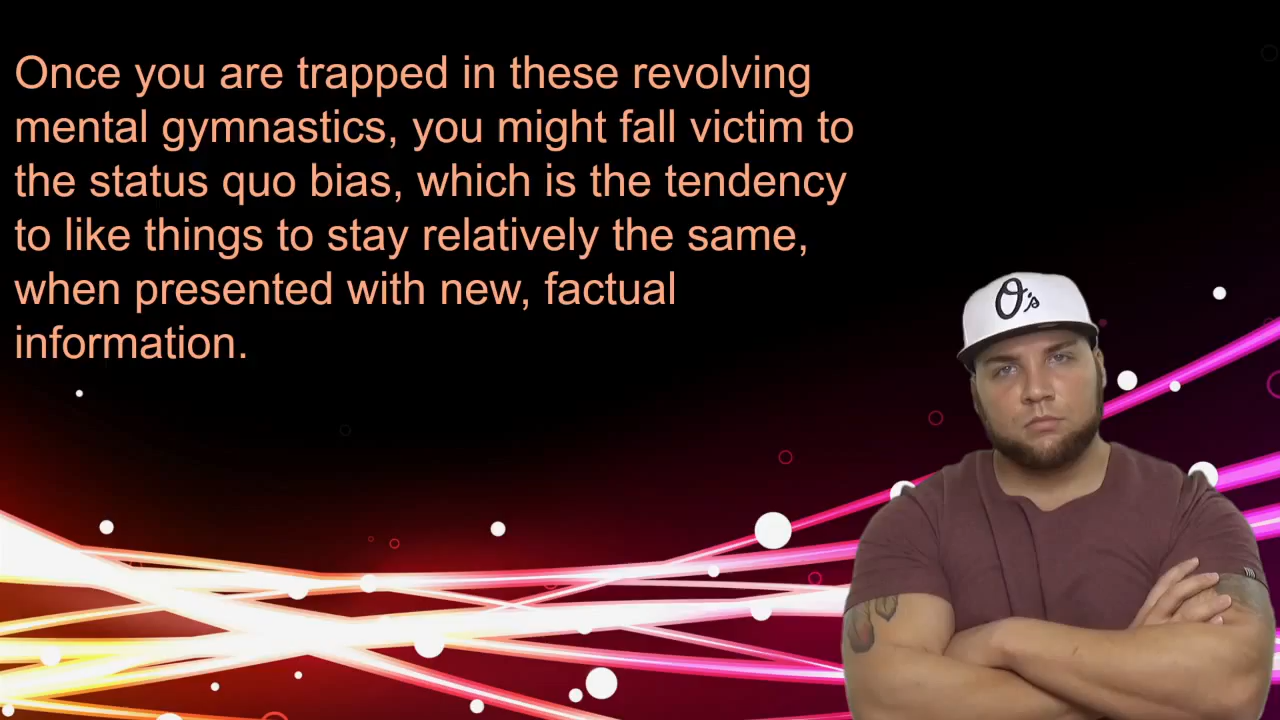 Once you are trapped in these revolving
mental gymnastics, you might fall victim to
the status quo bias, which is the tendency
to like things to stay relatively the same,
when presented with new, factual
information.
O's